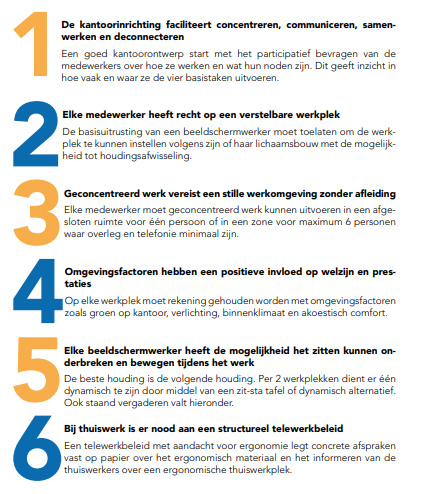 1
De kantoorinrichting faciliteert concentreren, communiceren, samen-
werken en deconnecteren
Een goed kantoorontwerp start met het participatief bevragen van de
medewerkers over hoe ze werken en wat hun noden zijn. Dit geeft inzicht in
hoe vaak en waar ze de vier basistaken uitvoeren.
2
Elke medewerker heeft recht op een verstelbare werkplek
De basisuitrusting van een beeldschermwerker moet toelaten om de werk-
plek te kunnen instellen volgens zijn of haar lichaamsbouw met de mogelijk-
heid tot houdingsafwisseling.
3
Geconcentreerd werk vereist een stille werkomgeving zonder afleiding
Elke medewerker moet geconcentreerd werk kunnen uitvoeren in een afge-
sloten ruimte voor één persoon of in een zone voor maximum 6 personen
waar overleg en telefonie minimaal zijn.
4
Omgevingsfactoren hebben een positieve invloed op welzijn en pres-
taties
Op elke werkplek moet rekening gehouden worden met omgevingsfactoren
zoals groen op kantoor, verlichting, binnenklimaat en akoestisch comfort.
5
Elke beeldschermwerker heeft de mogelijkheid het zitten kunnen on-
derbreken en bewegen tijdens het werk
De beste houding is de volgende houding. Per 2 werkplekken dient er één
dynamisch te zijn door middel van een zit-sta tafel of dynamisch alternatief.
Ook staand vergaderen valt hieronder.
6
Bij thuiswerk is er nood aan een structureel telewerkbeleid
Een telewerkbeleid met aandacht voor ergonomie legt concrete afspraken
vast op papier over het ergonomisch materiaal en het informeren van de
thuiswerkers over een ergonomische thuiswerkplek.